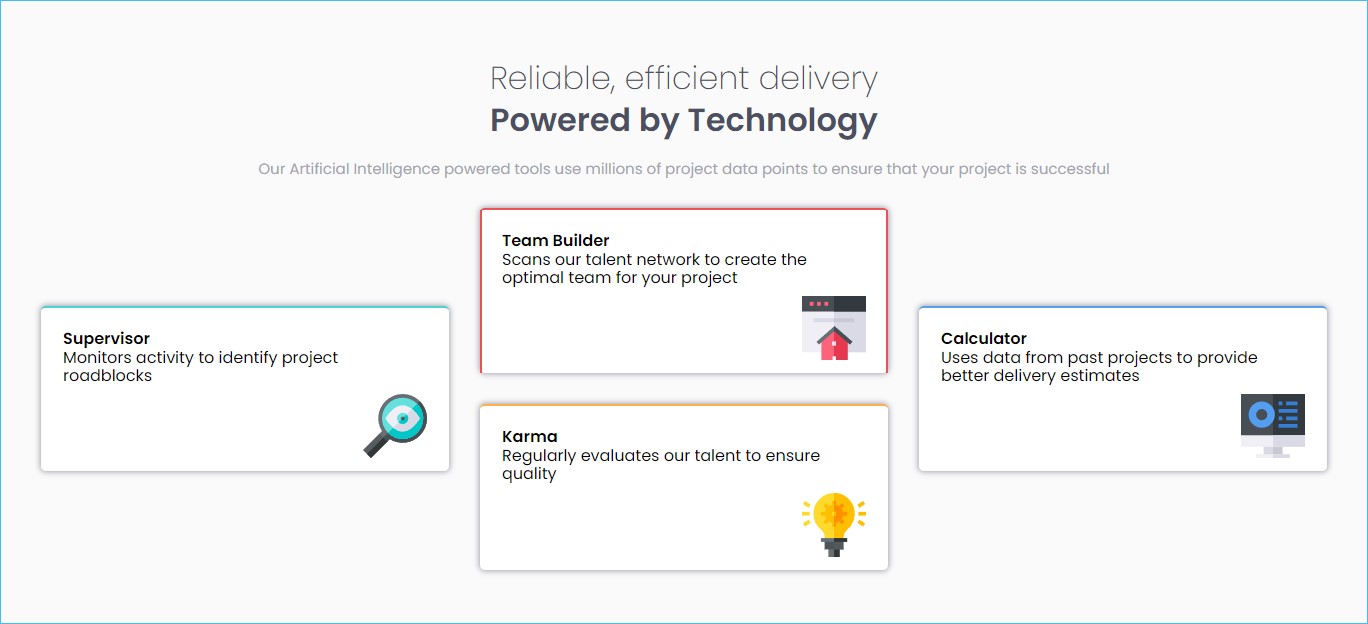 Reliable, efficient delivery
Powered by Technology
Our Artificial Intelligence powered tools use millions of project data points to ensure that your project is successful
Supervisor
Monitors activity to identify project
roadblocks
Team Builder
Scans our talent network to create the
optimal team for your project
Karma
Regularly evaluates our talent to ensure
quality
Calculator
Uses data from past projects to provide
better delivery estimates